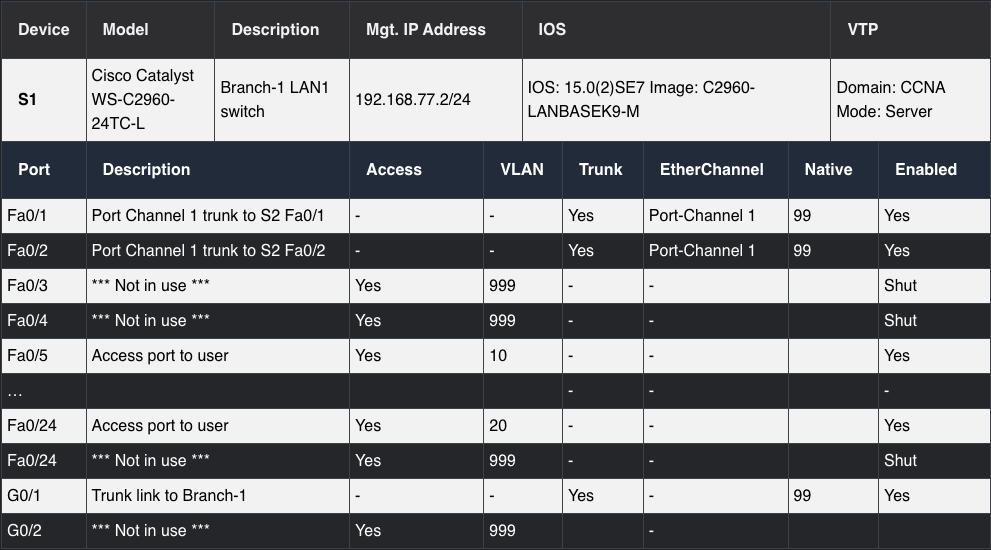 Device Model Description Mgt. IP Address IOS VTP
S1 Cisco Catalyst WS-C2960-24TC-L Branch-1 LAN1 switch 192.168.77.2/24 IOS: 15.0(2)SE7 Image: C2960-LANBASEK9-M Domain: CCNA Mode: Server
Port Description Access VLAN Trunk EtherChannel Native Enabled
Fa0/1 Port Channel 1 trunk to S2 Fa0/1 - - Yes Port-Channel 1 99 Yes
Fa0/2 Port Channel 1 trunk to S2 Fa0/2 - - Yes Port-Channel 1 99 Yes
Fa0/3 *** Not in use *** Yes 999 - - Shut
Fa0/4 *** Not in use *** Yes 999 - - Shut
Fa0/5 Access port to user Yes 10 - - Yes
… - - -
Fa0/24 Access port to user Yes 20 - - Yes
Fa0/24 *** Not in use *** Yes 999 - - Shut
G0/1 Trunk link to Branch-1 - - Yes - 99 Yes
G0/2 *** Not in use *** Yes 999 -